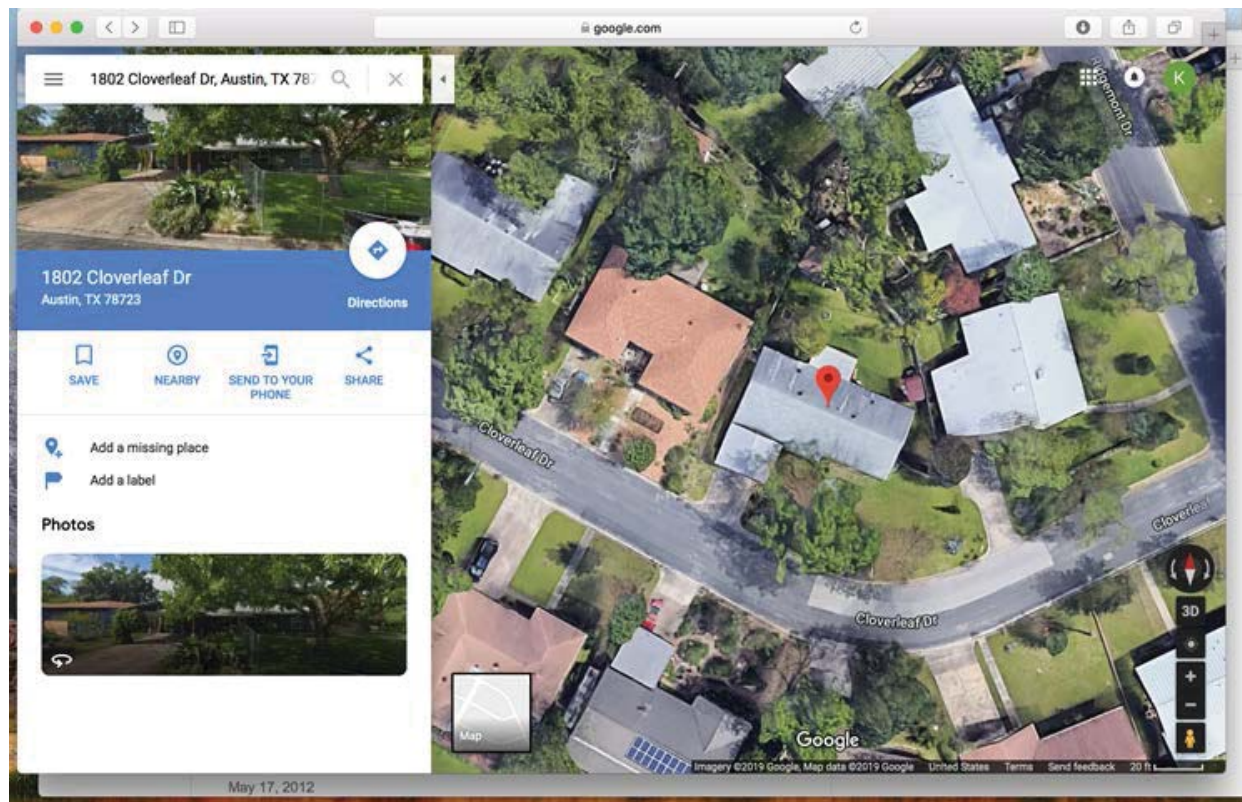 google.com
1802 Cloverleaf Dr, Austin, TX 787
K
1802 Cloverleaf Dr
Austin, TX 78723
Directions
SAVE
NEARBY
SEND TO YOUR
PHONE
SHARE
Add a missing place
Add a label
Photos
Ridgemont Dr
Cloverleaf Dr
Cloverleaf
Cloverleaf Dr
3D
Map
Google
Imagery ©2019 Google, Map data ©2019 Google United States Terms Send feedback 20 ft
May 17, 2012